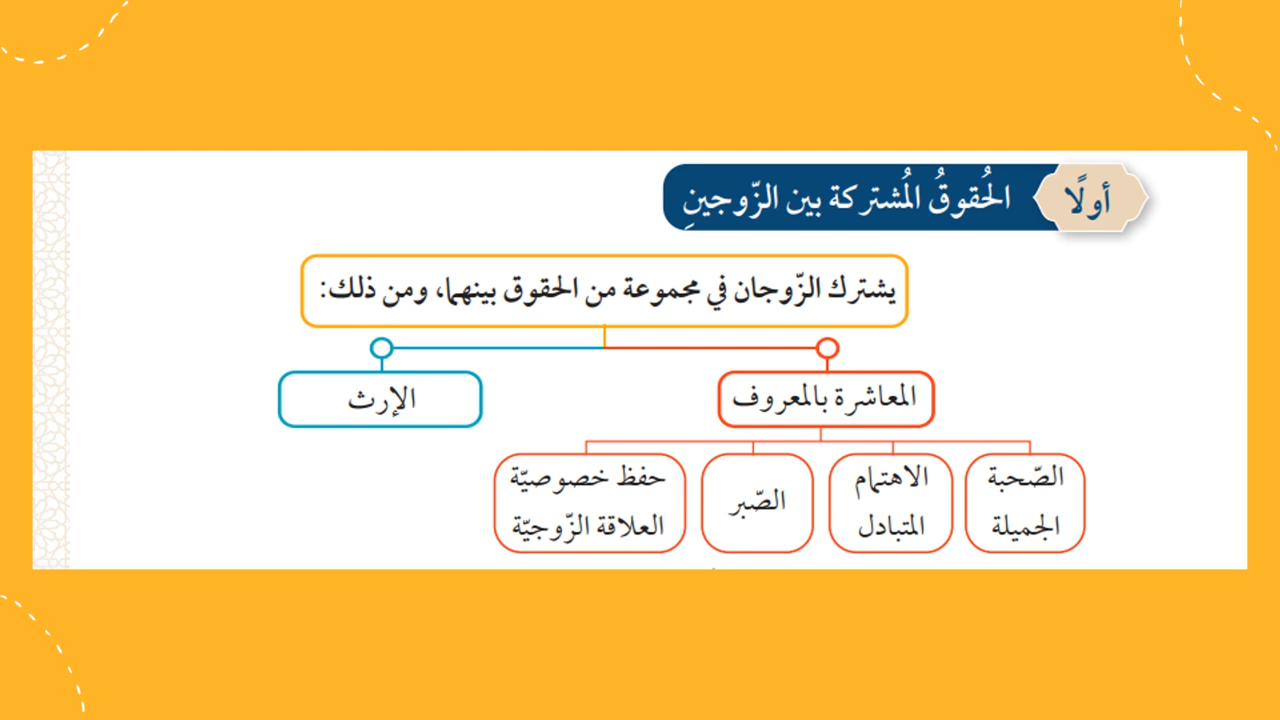 أولًا
الحُقوقُ المُشتركة بين الزّوجينِ
يشترك الزّوجان في مجموعة من الحقوق بينهما، ومن ذلك:
المعاشرة بالمعروف
الإرث
الصّحبة
الجميلة
الاهتمام
المتبادل
الصّبر
حفظ خصوصيّة
العلاقة الزّوجيّة